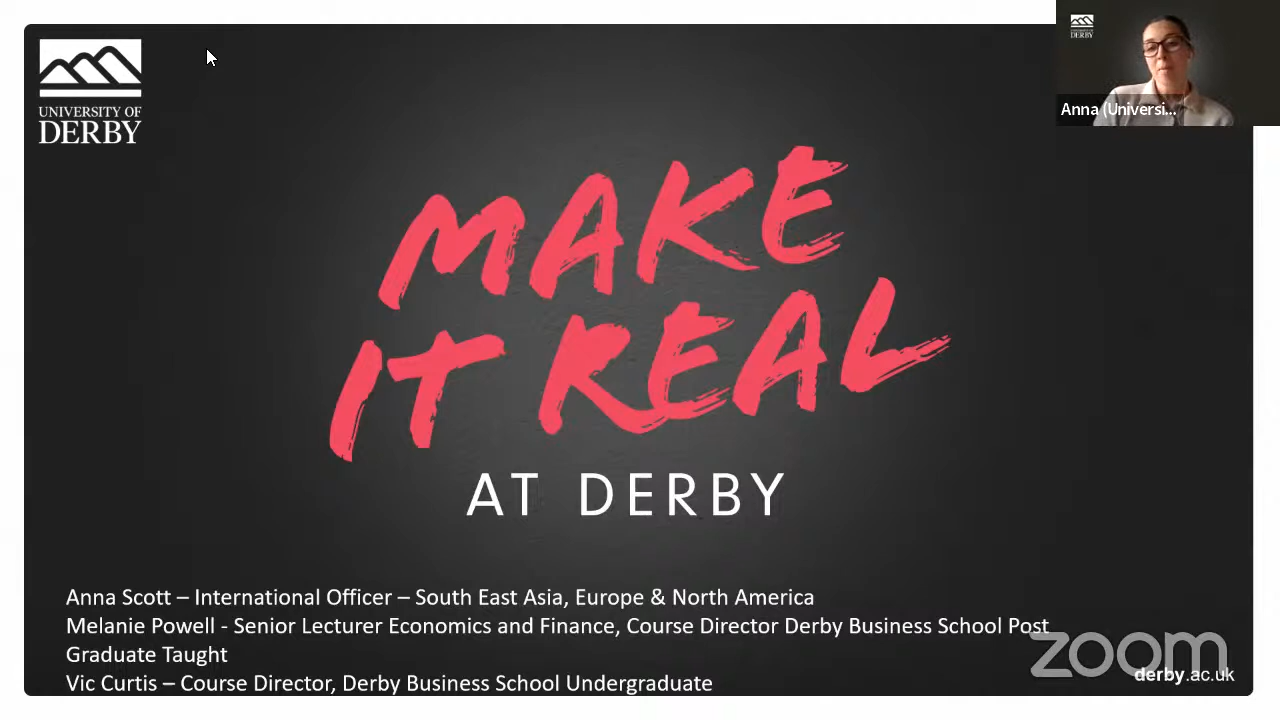 UNIVERSITY OF
DERBY
UNIVERSITY OF
DERBY
Anna (Universi...
MAKE
IT REAL
AT DERBY
Anna Scott – International Officer – South East Asia, Europe & North America
Melanie Powell - Senior Lecturer Economics and Finance, Course Director Derby Business School Post
Graduate Taught
Vic Curtis – Course Director, Derby Business School Undergraduate
zoom
derby.ac.uk